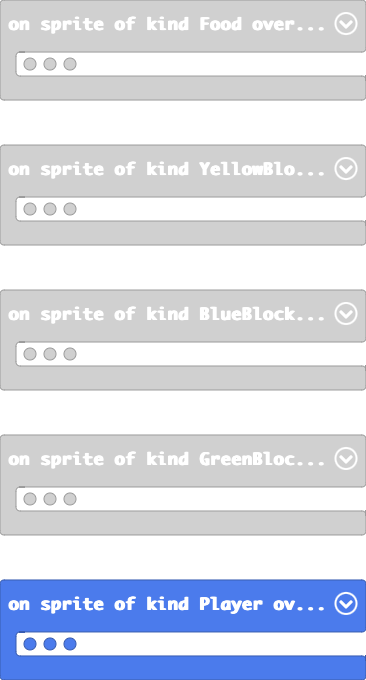 on sprite of kind Food over...
on sprite of kind YellowBlo...
on sprite of kind BlueBlock...
on sprite of kind GreenBloc...
on sprite of kind Player ov...